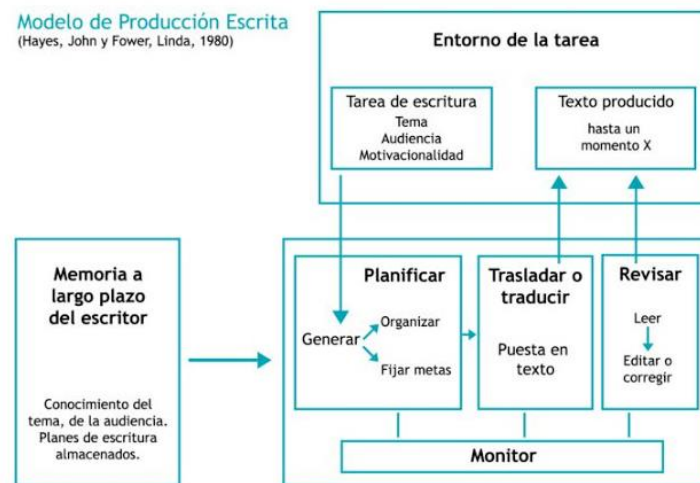 Modelo de Producción Escrita
(Hayes, John y Fower, Linda, 1980)
Entorno de la tarea
Tarea de escritura
Tema
Audiencia
Motivacionalidad
Texto producido
hasta un
momento X
Memoria a
largo plazo
del escritor
Conocimiento del
tema, de la audiencia.
Planes de escritura
almacenados.
Planificar
Generar
Organizar
Fijar metas
Trasladar o
traducir
Puesta en
texto
Revisar
Leer
Editar o
corregir
Monitor